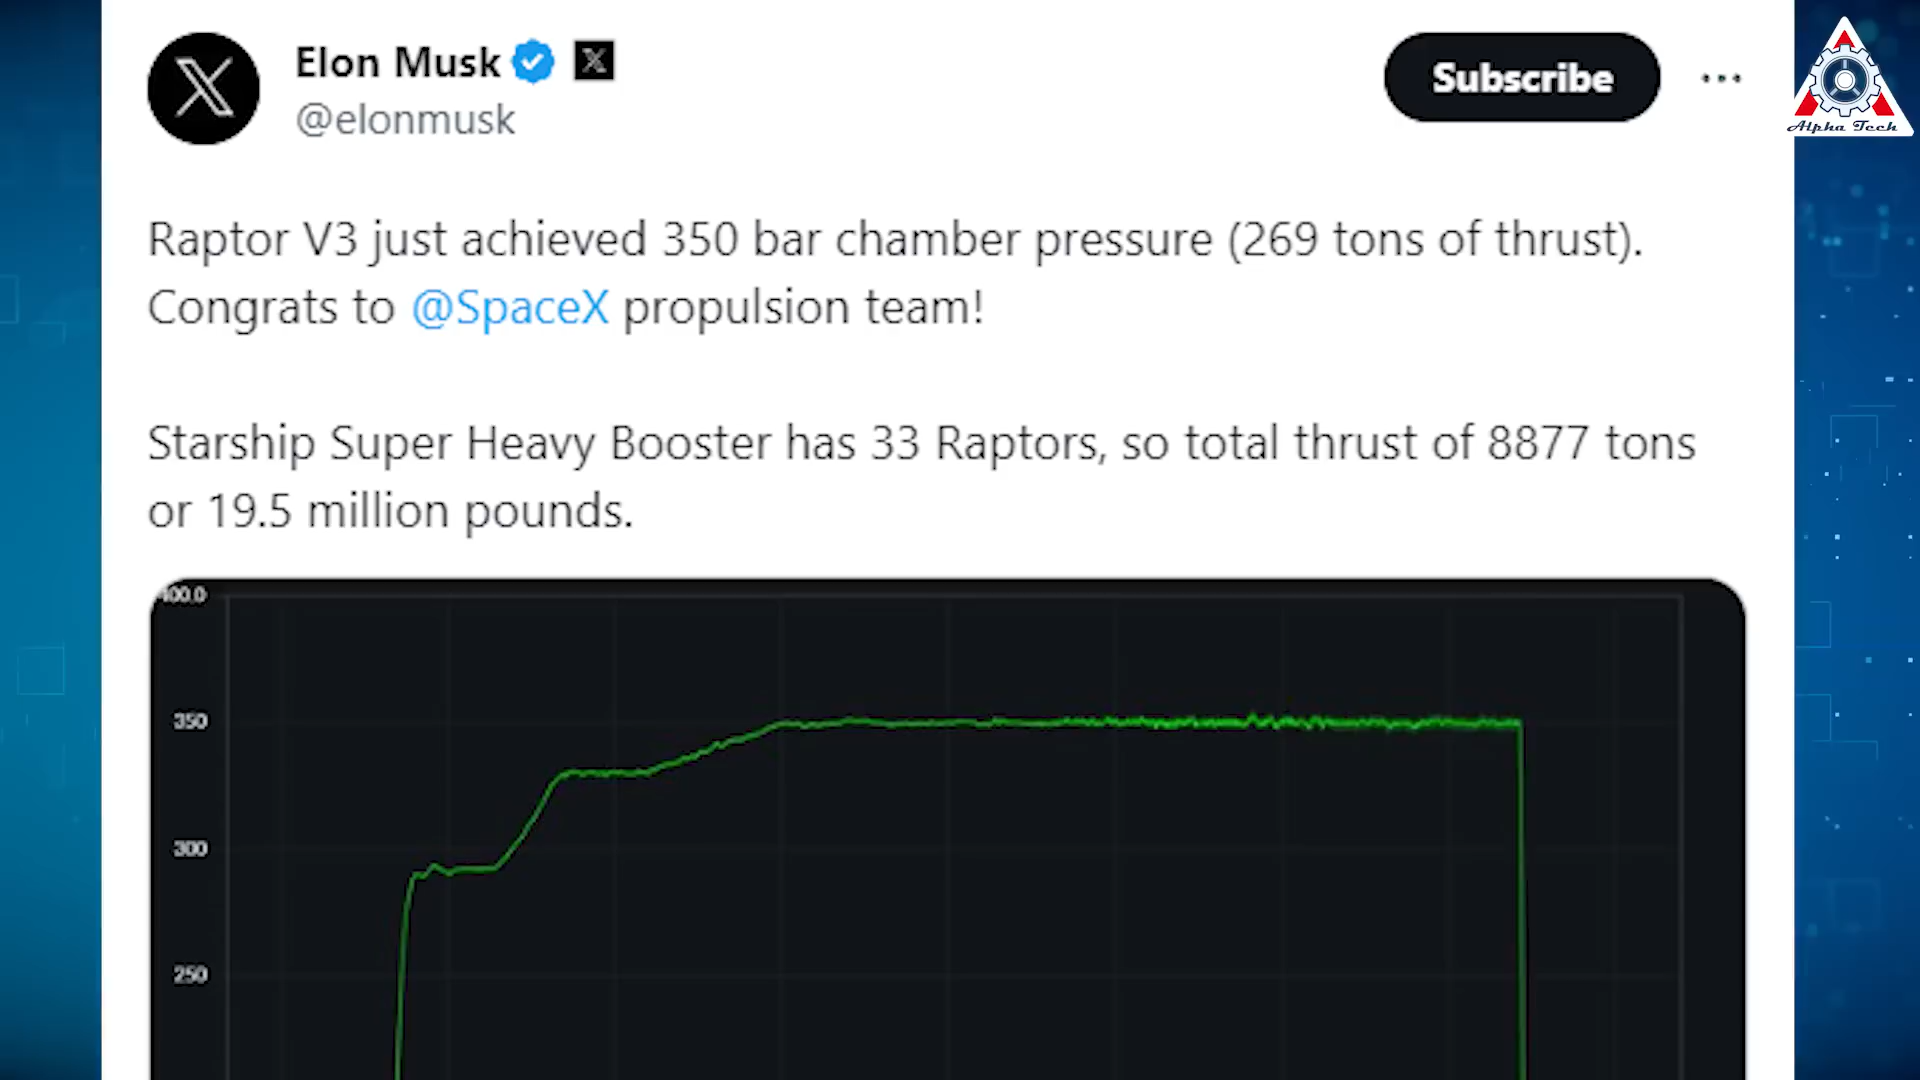 Elon Musk
@elonmusk
Subscribe
Alpha Tech
Raptor V3 just achieved 350 bar chamber pressure (269 tons of thrust).
Congrats to @SpaceX propulsion team!
Starship Super Heavy Booster has 33 Raptors, so total thrust of 8877 tons
or 19.5 million pounds.
400.0
350
300
250